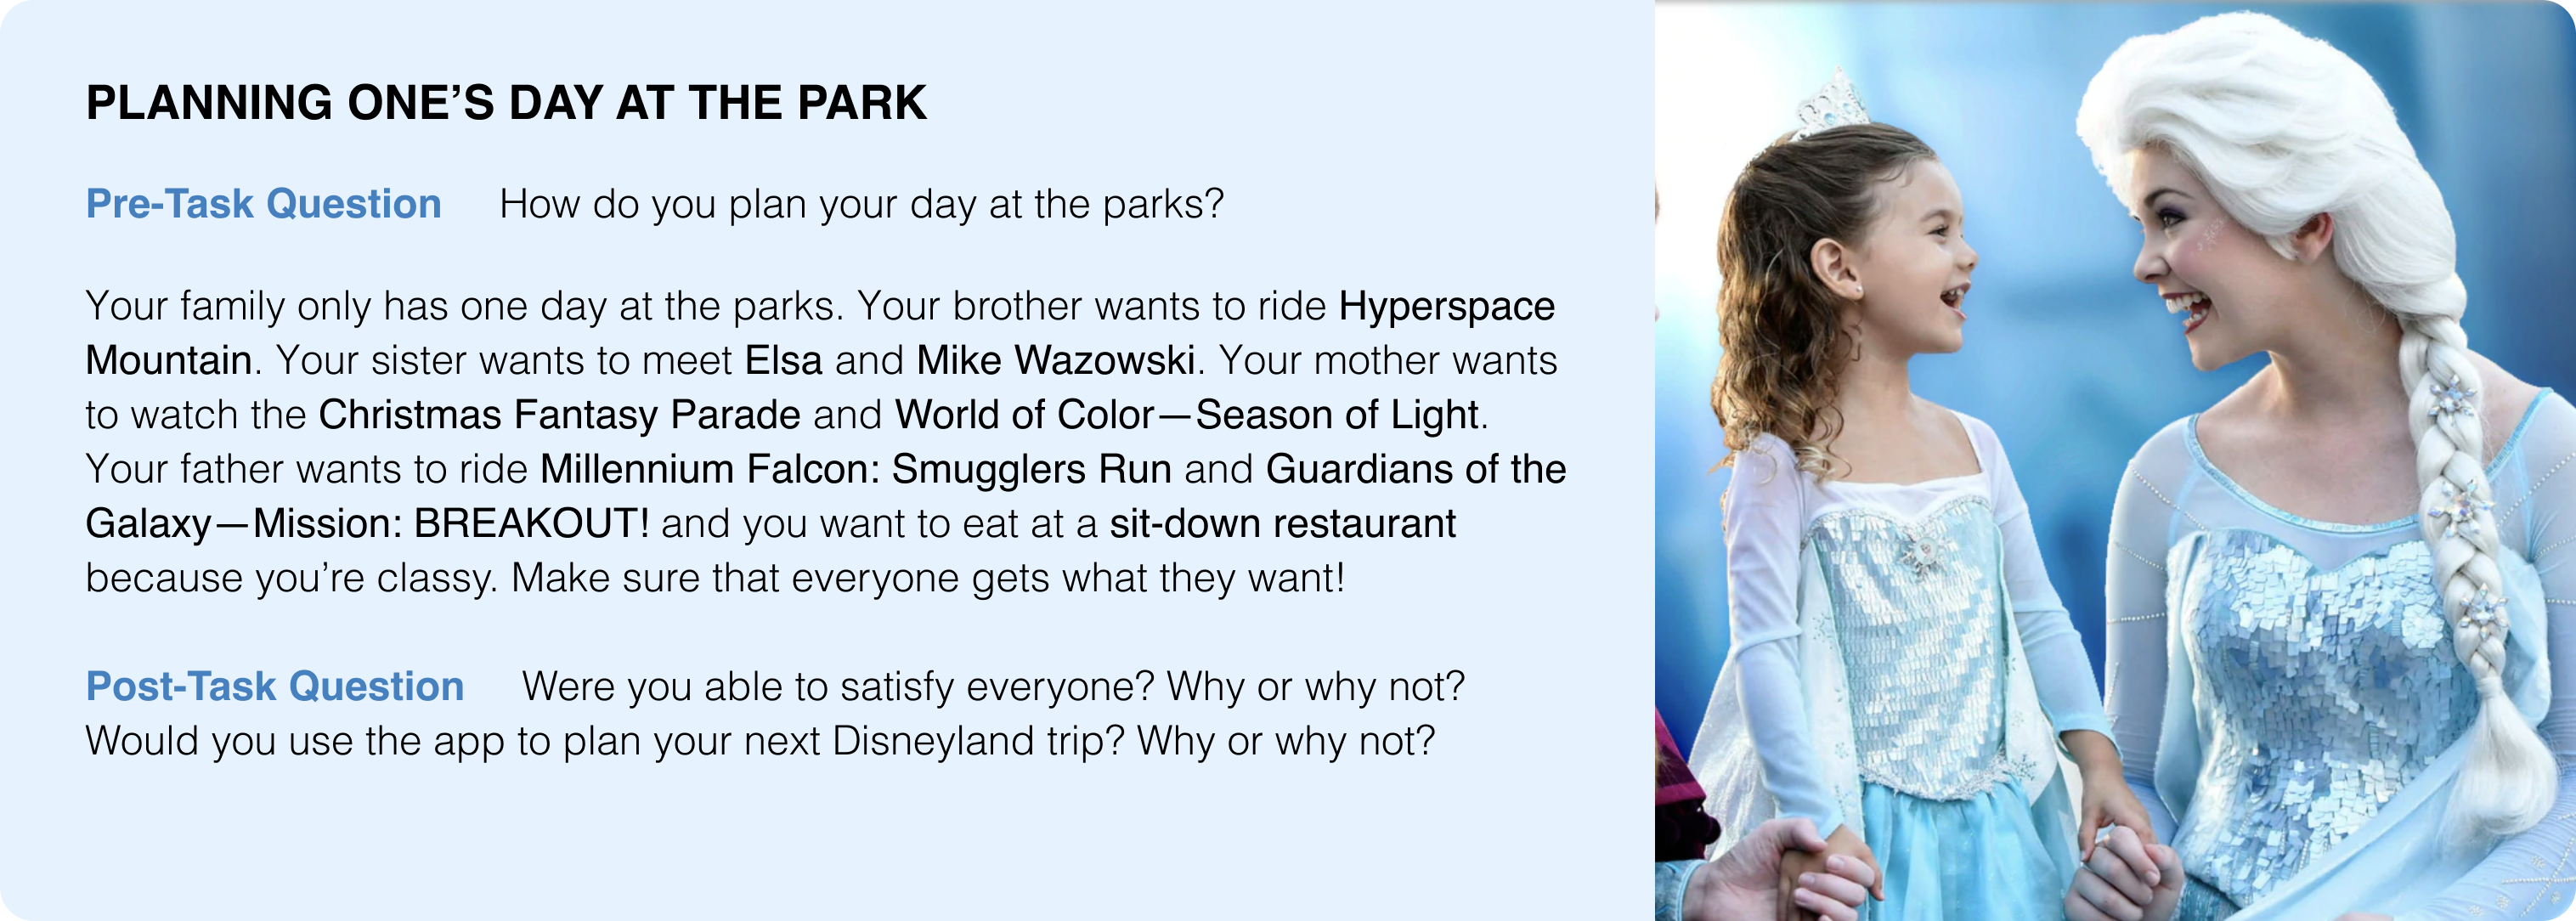 PLANNING ONE’S DAY AT THE PARK
Pre-Task Question How do you plan your day at the parks?
Your family only has one day at the parks. Your brother wants to ride Hyperspace
Mountain. Your sister wants to meet Elsa and Mike Wazowski. Your mother wants
to watch the Christmas Fantasy Parade and World of Color—Season of Light.
Your father wants to ride Millennium Falcon: Smugglers Run and Guardians of the
Galaxy—Mission: BREAKOUT! and you want to eat at a sit-down restaurant
because you’re classy. Make sure that everyone gets what they want!
Post-Task Question Were you able to satisfy everyone? Why or why not?
Would you use the app to plan your next Disneyland trip? Why or why not?